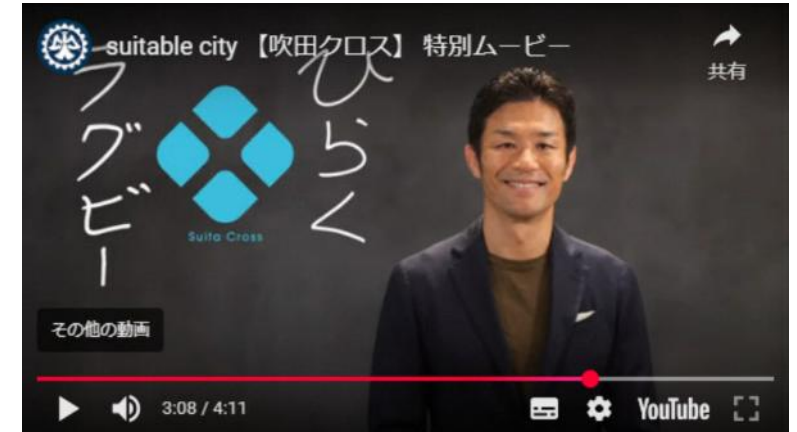 suitable city 【吹田クロス】 特別ムービー
共有
ひらく
ラグビー
Suita Cross
その他の動画
3:08 / 4:11
YouTube